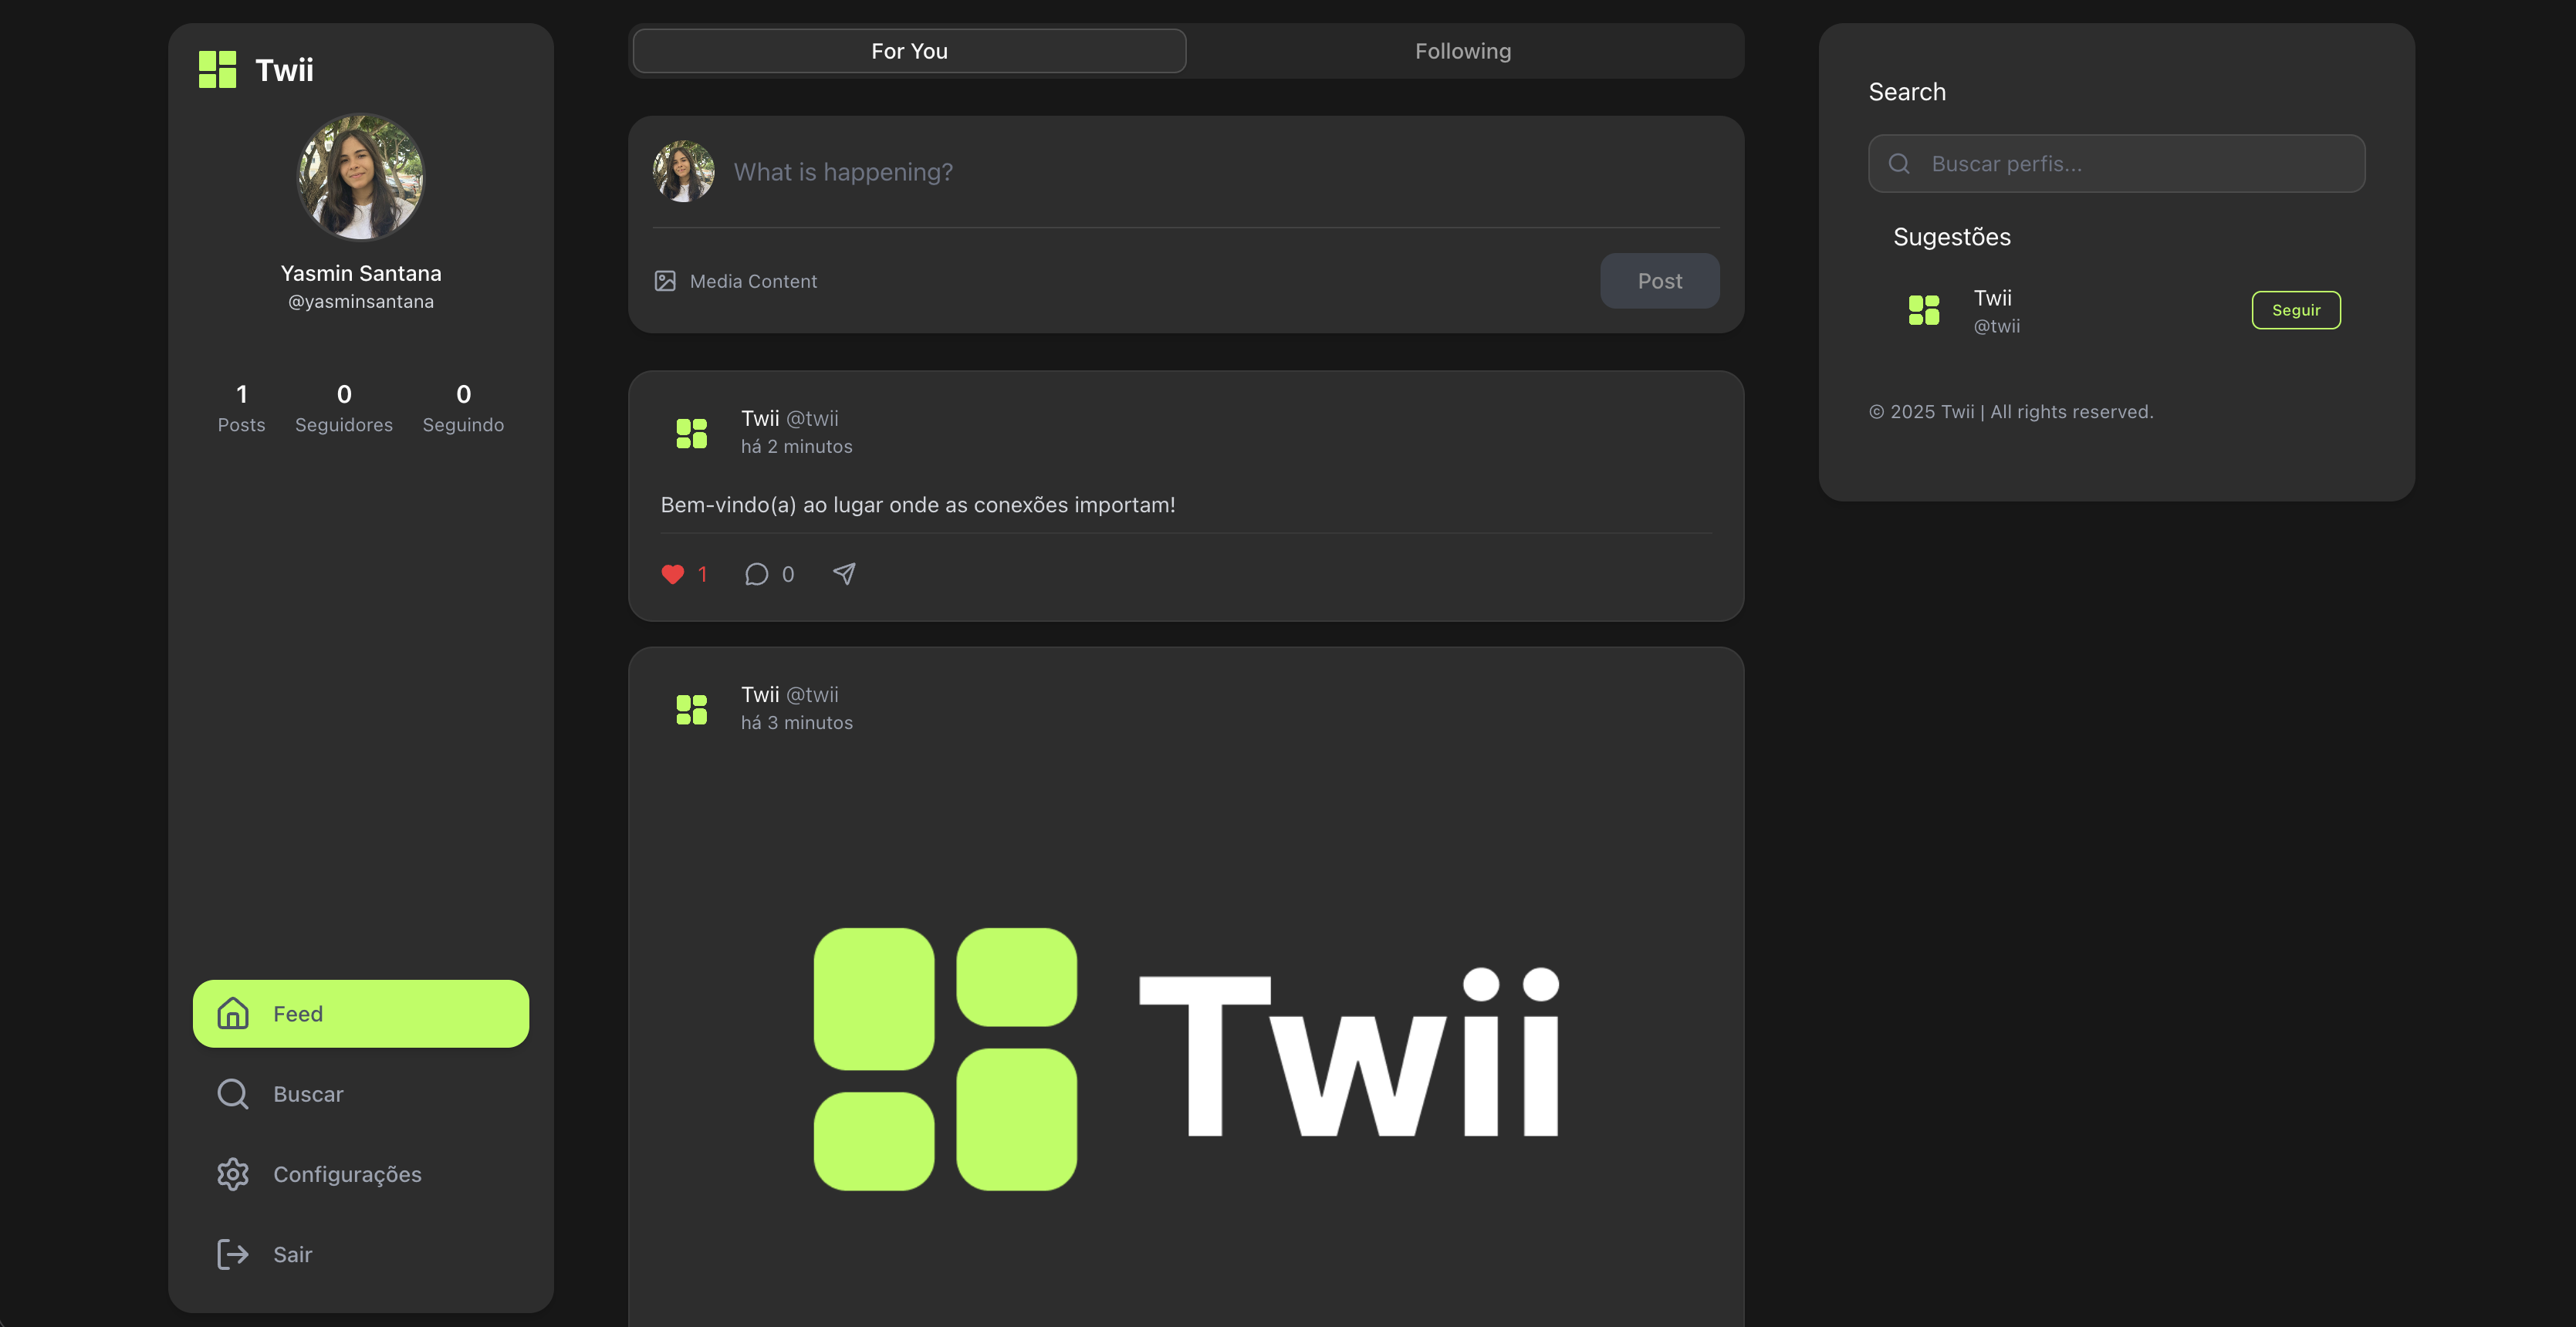 Twii
Yasmin Santana
@yasminsantana
1 0 0
Posts Seguidores Seguindo
Feed
Buscar
Configurações
Sair
For You Following
What is happening?
Media Content Post
Twii @twii
há 2 minutos
Bem-vindo(a) ao lugar onde as conexões importam!
1 0
Twii @twii
há 3 minutos
Twii
Search
Buscar perfis...
Sugestões
Twii
@twii
Seguir
© 2025 Twii | All rights reserved.